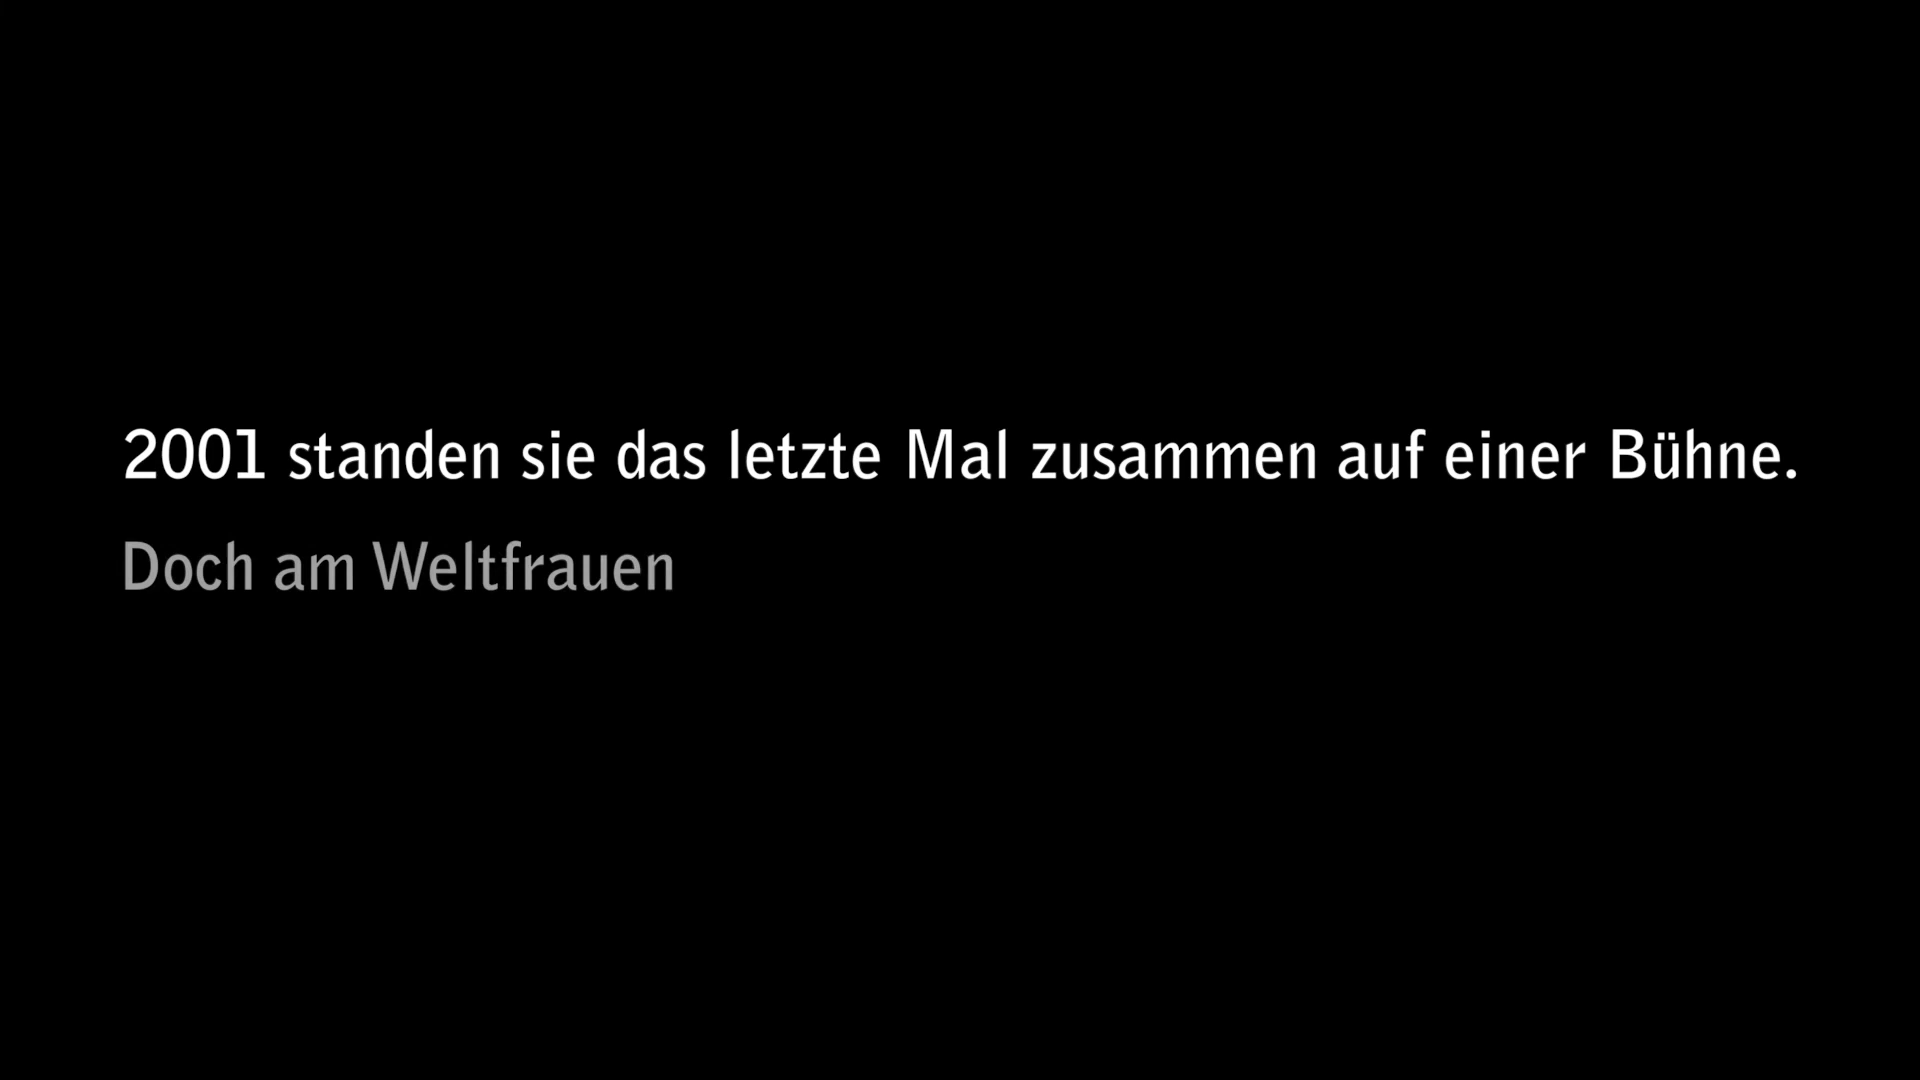 2001 standen sie das letzte Mal zusammen auf einer Bühne.
Doch am Weltfrauen